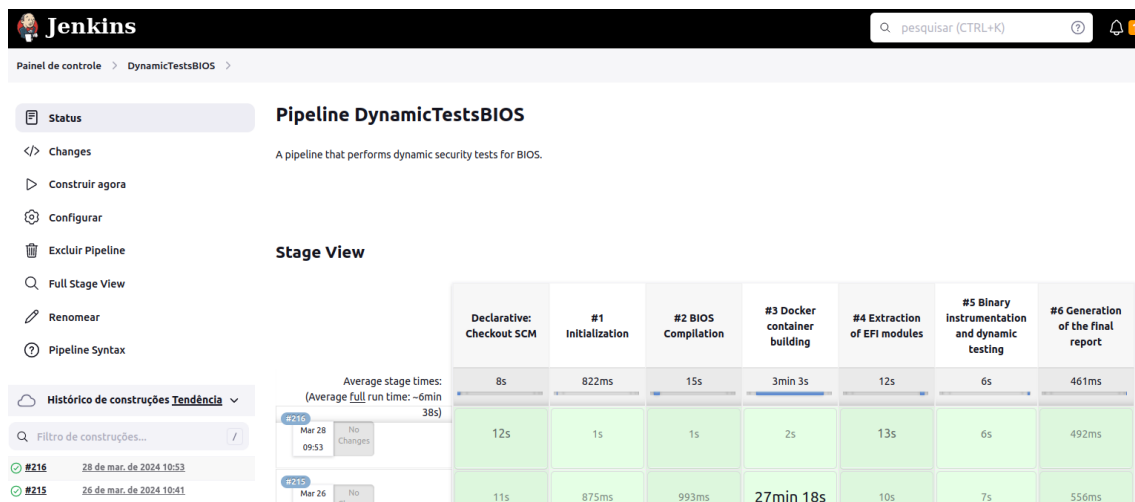 Jenkins
pesquisar (CTRL+K)
Painel de controle > DynamicTestsBIOS >
Status
Changes
Construir agora
Configurar
Excluir Pipeline
Full Stage View
Renomear
Pipeline Syntax
Histórico de construções Tendência
Filtro de construções... /
#216 28 de mar. de 2024 10:53
#215 26 de mar. de 2024 10:41
Pipeline DynamicTestsBIOS
A pipeline that performs dynamic security tests for BIOS.
Stage View
Declarative:
Checkout SCM
#1
Initialization
#2 BIOS
Compilation
#3 Docker
container
building
#4 Extraction
of EFI modules
#5 Binary
instrumentation
and dynamic
testing
#6 Generation
of the final
report
Average stage times:
(Average full run time: ~6min
38s)
8s 822ms 15s 3min 3s 12s 6s 461ms
#216
Mar 28
09:53
No
Changes
12s 1s 1s 2s 13s 6s 492ms
#215
Mar 26
No
11s 875ms 993ms 27min 18s 10s 7s 556ms